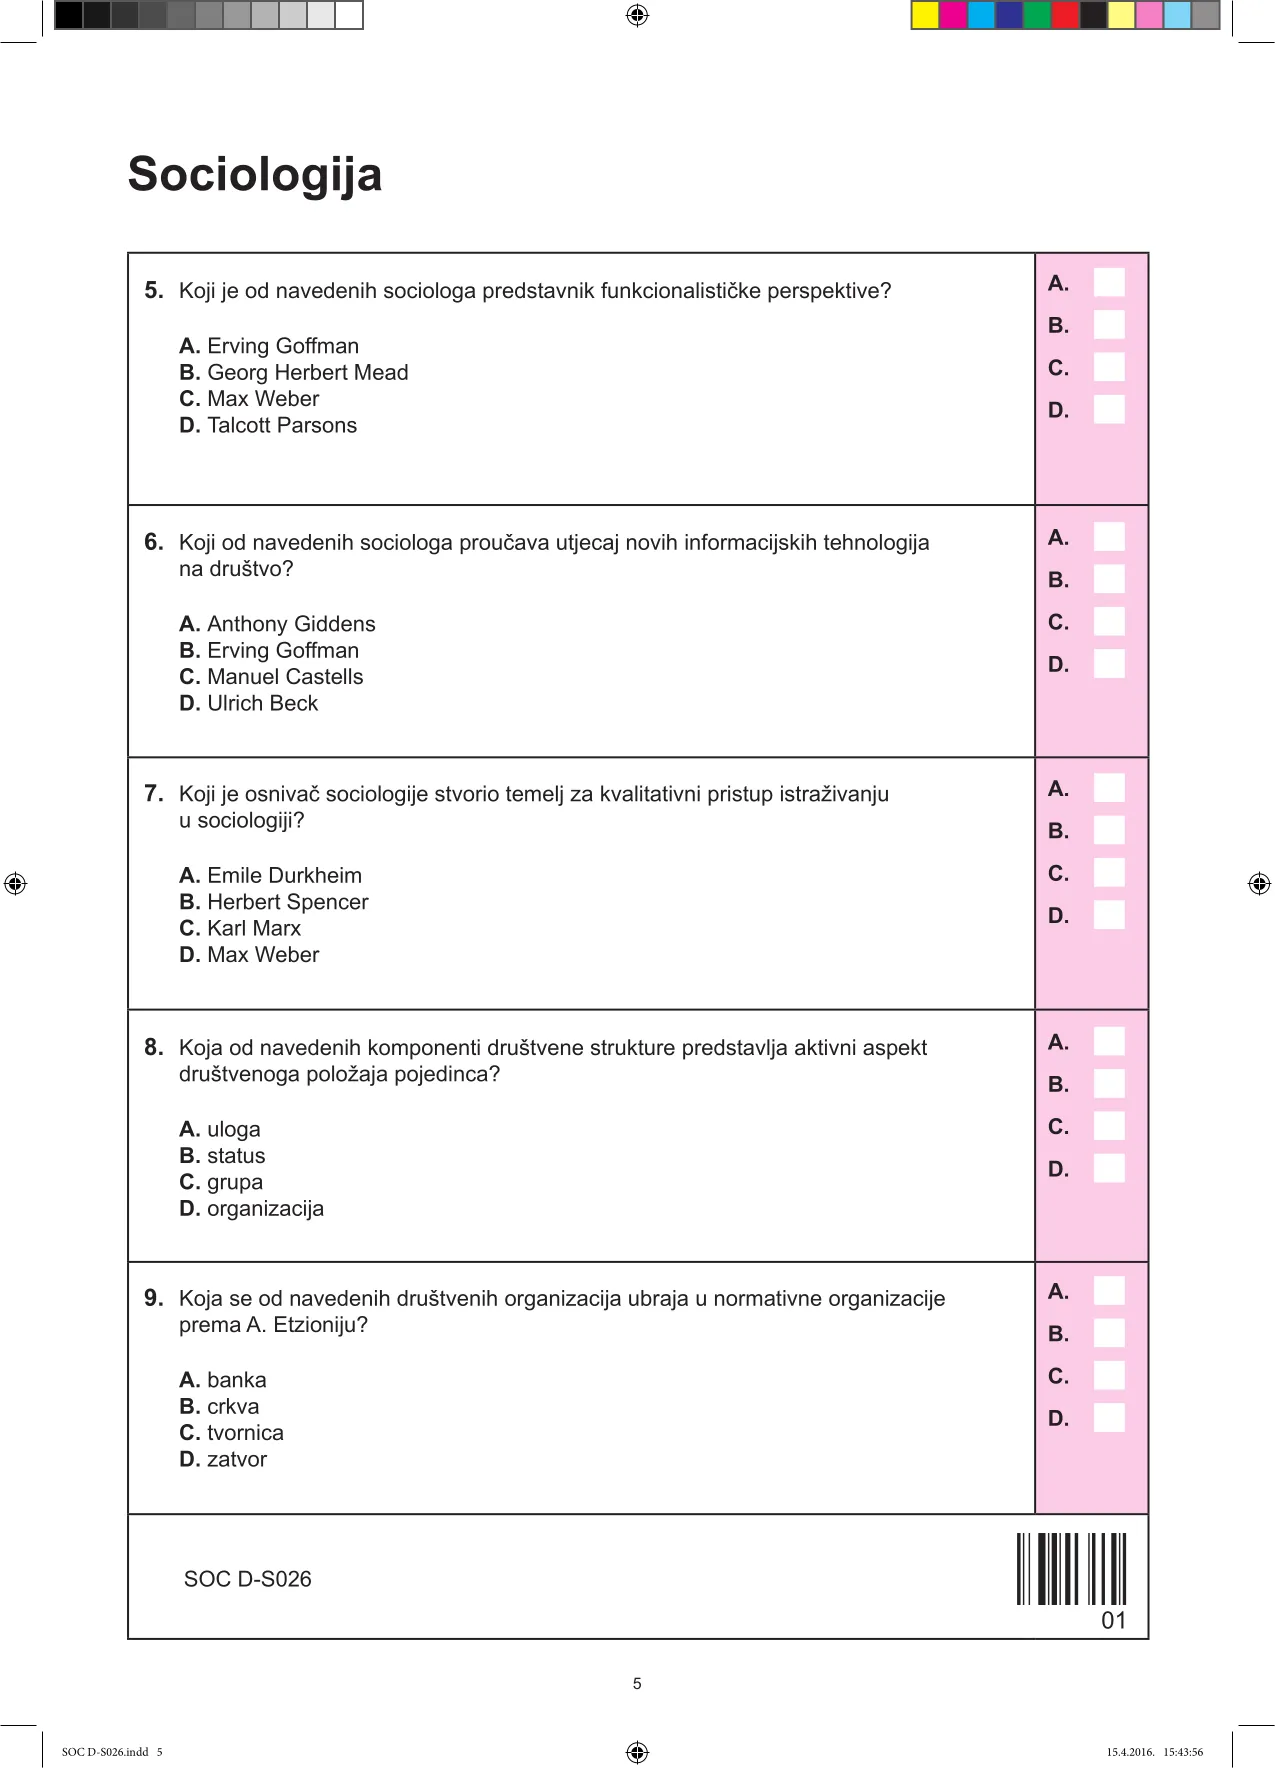 Sociologija
5. Koji je od navedenih sociologa predstavnik funkcionalističke perspektive?
A. Erving Goffman
B. Georg Herbert Mead
C. Max Weber
D. Talcott Parsons
A.
B.
C.
D.
6. Koji od navedenih sociologa proučava utjecaj novih informacijskih tehnologija
na društvo?
A. Anthony Giddens
B. Erving Goffman
C. Manuel Castells
D. Ulrich Beck
A.
B.
C.
D.
7. Koji je osnivač sociologije stvorio temelj za kvalitativni pristup istraživanju
u sociologiji?
A. Emile Durkheim
B. Herbert Spencer
C. Karl Marx
D. Max Weber
A.
B.
C.
D.
8. Koja od navedenih komponenti društvene strukture predstavlja aktivni aspekt
društvenoga položaja pojedinca?
A. uloga
B. status
C. grupa
D. organizacija
A.
B.
C.
D.
9. Koja se od navedenih društvenih organizacija ubraja u normativne organizacije
prema A. Etzioniju?
A. banka
B. crkva
C. tvornica
D. zatvor
A.
B.
C.
D.
SOC D-S026
01
5
SOC D-S026.indd 5
15.4.2016. 15:43:56